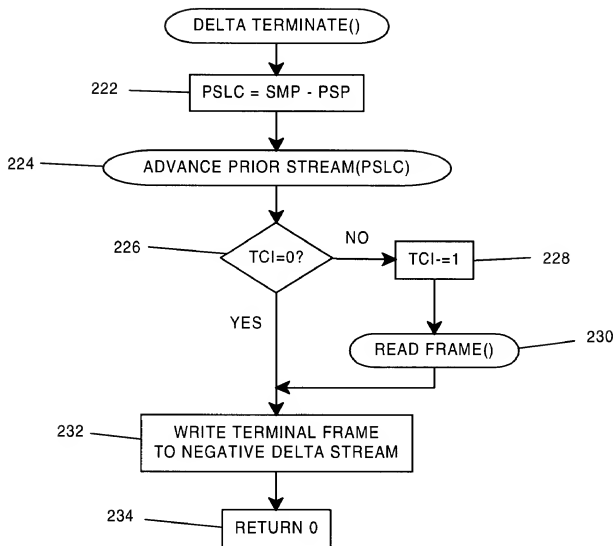 DELTA TERMINATE()
222
PSLC = SMP - PSP
224
ADVANCE PRIOR STREAM(PSLC)
226
TCI=0?
NO
TCI-=1
228
YES
READ FRAME()
230
232
WRITE TERMINAL FRAME
TO NEGATIVE DELTA STREAM
234
RETURN 0